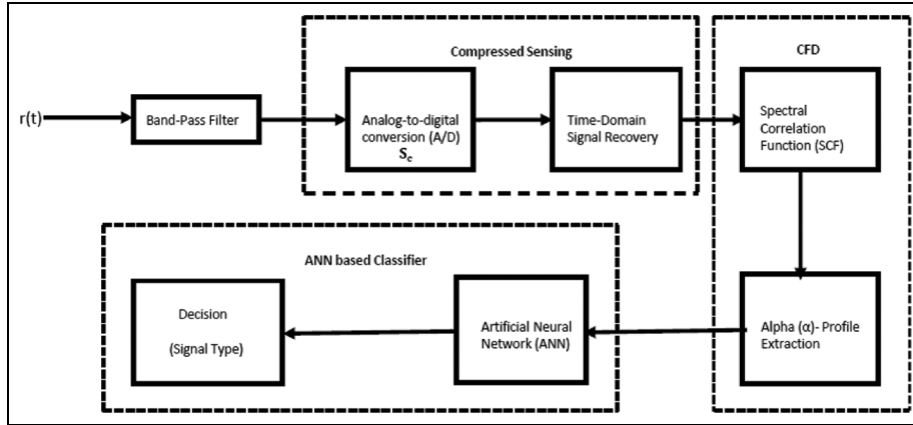 Compressed Sensing
CFD
r(t)
Band-Pass Filter
Analog-to-digital
conversion (A/D)
S_c
Time-Domain
Signal Recovery
Spectral
Correlation
Function (SCF)
ANN based Classifier
Decision
(Signal Type)
Artificial Neural
Network (ANN)
Alpha (α)- Profile
Extraction